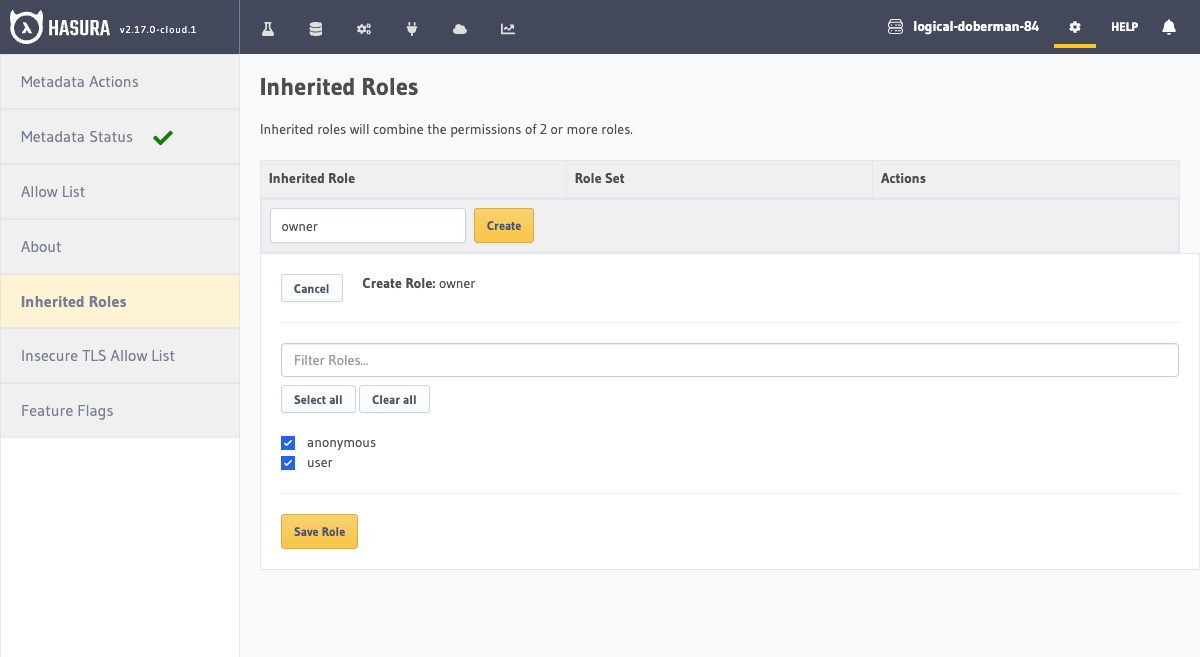 HASURA v2.17.0-cloud.1
logical-doberman-84
HELP
Metadata Actions
Metadata Status
Allow List
About
Inherited Roles
Insecure TLS Allow List
Feature Flags
Inherited Roles
Inherited roles will combine the permissions of 2 or more roles.
Inherited Role Role Set Actions
owner Create
Cancel Create Role: owner
Filter Roles...
Select all Clear all
anonymous
user
Save Role